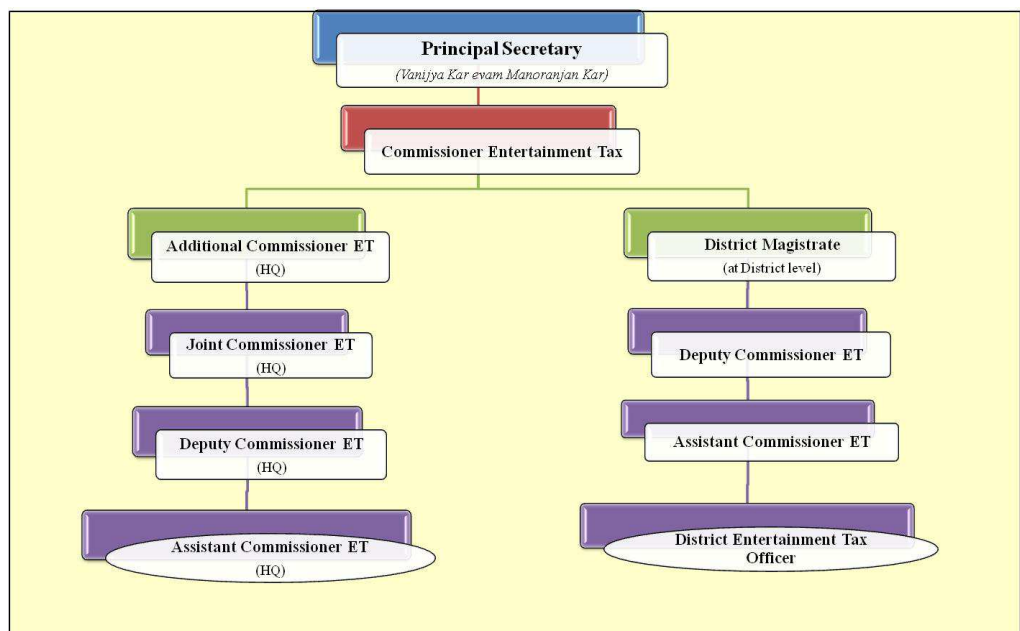 Principal Secretary
(Vanijya Kar evam Manoranjan Kar)
Commissioner Entertainment Tax
Additional Commissioner ET
(HQ)
District Magistrate
(at District level)
Joint Commissioner ET
(HQ)
Deputy Commissioner ET
Deputy Commissioner ET
(HQ)
Assistant Commissioner ET
Assistant Commissioner ET
(HQ)
District Entertainment Tax
Officer